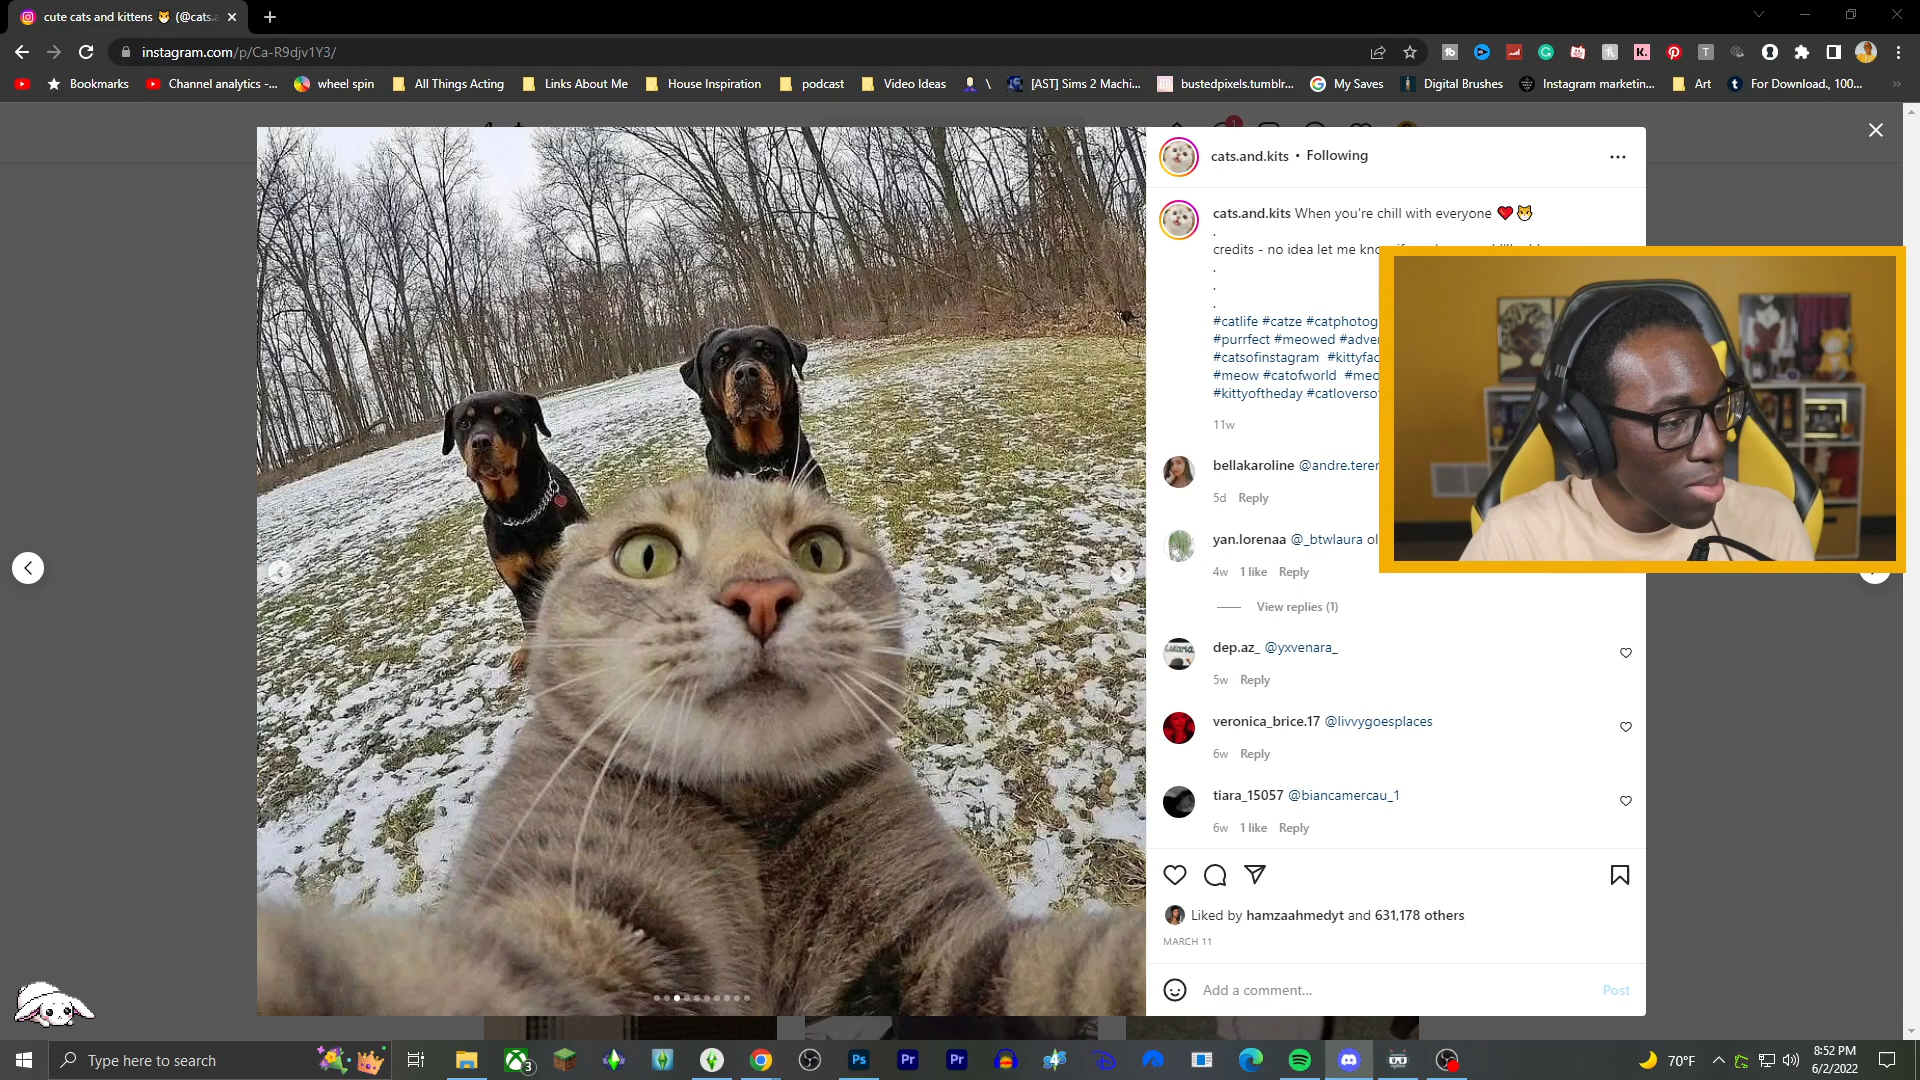 cute cats and kittens 🐱 (@cats.a
instagram.com/p/Ca-R9djv1Y3/
Bookmarks
Channel analytics -...
wheel spin
All Things Acting
Links About Me
House Inspiration
podcast
Video Ideas
\
[AST] Sims 2 Machi...
bustedpixels.tumblr...
My Saves
Digital Brushes
Instagram marketin...
Art
For Download., 100...
cats.and.kits • Following
cats.and.kits When you're chill with everyone ❤️🐱
.
credits - no idea let me
.
.
.
#catlife #catze #catphotog
#purrfect #meowed #adve
#catsofinstagram #kittyfac
#meow #catofworld #meo
#kittyoftheday #catloverso
11w
bellakaroline @andre.terer
5d Reply
yan.lorenaa @_btwlaura ol
4w 1 like Reply
View replies (1)
dep.az_ @yxvenara_
5w Reply
veronica_brice.17 @livvygoesplaces
6w Reply
tiara_15057 @biancamercau_1
6w 1 like Reply
Liked by hamzaahmedyt and 631,178 others
MARCH 11
Add a comment...
Post
Type here to search
3
Ps
Pr
Pr
70°F
8:52 PM
6/2/2022